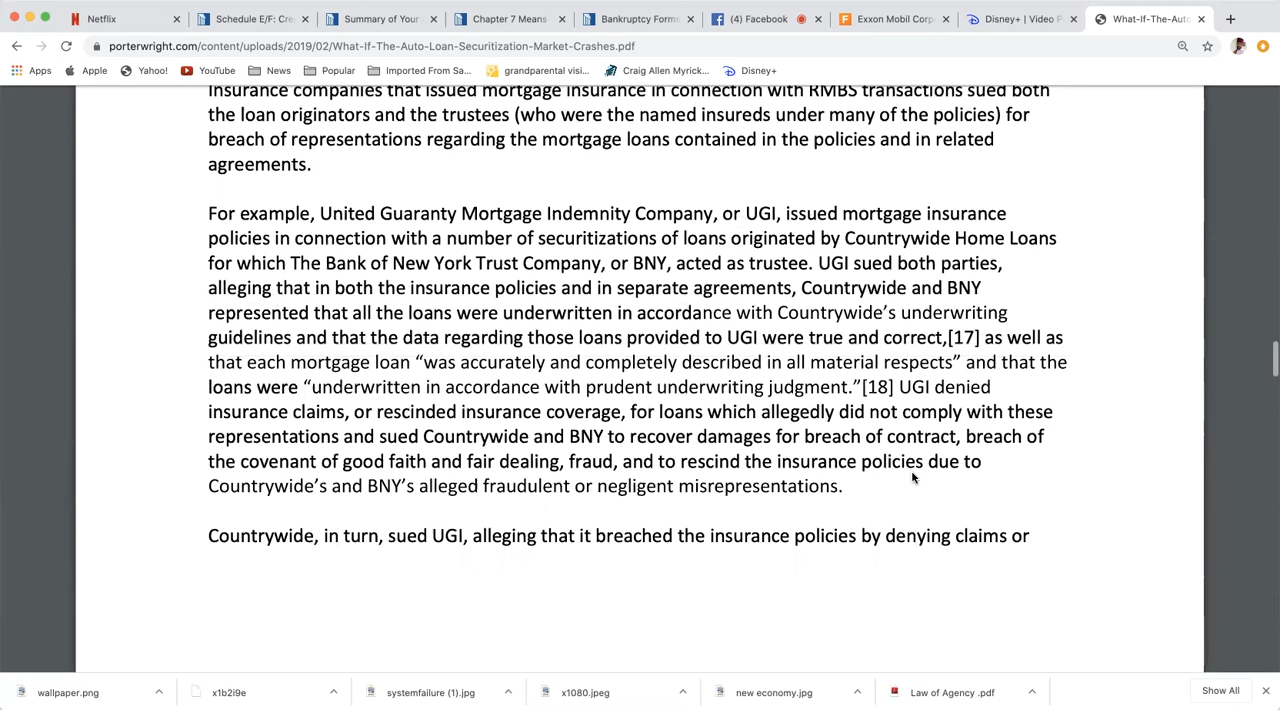 Netflix
Schedule E/F: Cre
Summary of Your
Chapter 7 Means
Bankruptcy Forms
(4) Facebook
Exxon Mobil Corp
Disney+ | Video P
What-If-The-Auto-
porterwright.com/content/uploads/2019/02/What-If-The-Auto-Loan-Securitization-Market-Crashes.pdf
Apps
Apple
Yahoo!
YouTube
News
Popular
Imported From Sa...
grandparental visi...
Craig Allen Myrick...
Disney+
Insurance companies that issued mortgage insurance in connection with RMBS transactions sued both
the loan originators and the trustees (who were the named insureds under many of the policies) for
breach of representations regarding the mortgage loans contained in the policies and in related
agreements.
For example, United Guaranty Mortgage Indemnity Company, or UGI, issued mortgage insurance
policies in connection with a number of securitizations of loans originated by Countrywide Home Loans
for which The Bank of New York Trust Company, or BNY, acted as trustee. UGI sued both parties,
alleging that in both the insurance policies and in separate agreements, Countrywide and BNY
represented that all the loans were underwritten in accordance with Countrywide’s underwriting
guidelines and that the data regarding those loans provided to UGI were true and correct,[17] as well as
that each mortgage loan “was accurately and completely described in all material respects” and that the
loans were “underwritten in accordance with prudent underwriting judgment.”[18] UGI denied
insurance claims, or rescinded insurance coverage, for loans which allegedly did not comply with these
representations and sued Countrywide and BNY to recover damages for breach of contract, breach of
the covenant of good faith and fair dealing, fraud, and to rescind the insurance policies due to
Countrywide’s and BNY’s alleged fraudulent or negligent misrepresentations.
Countrywide, in turn, sued UGI, alleging that it breached the insurance policies by denying claims or
wallpaper.png
x1b2i9e
systemfailure (1).jpg
x1080.jpeg
new economy.jpg
Law of Agency .pdf
Show All